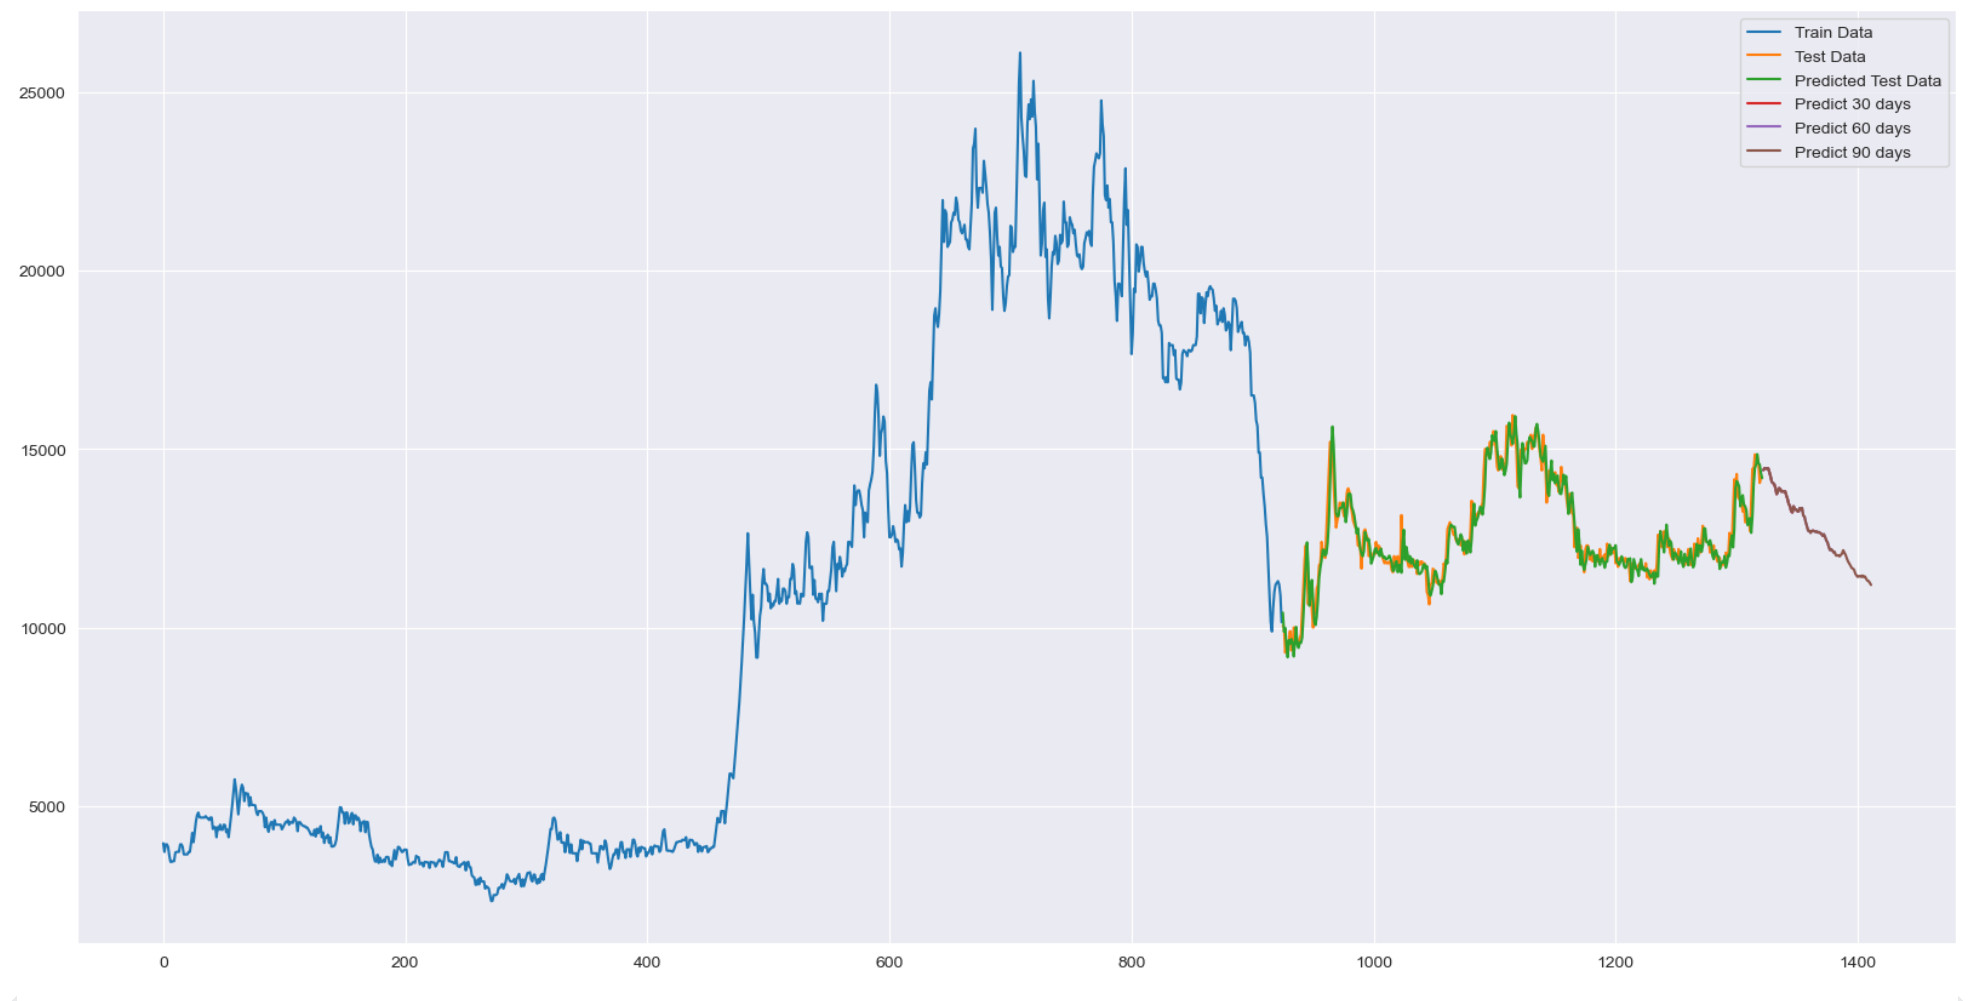 Train Data
Test Data
Predicted Test Data
Predict 30 days
Predict 60 days
Predict 90 days
25000
20000
15000
10000
5000
0 200 400 600 800 1000 1200 1400